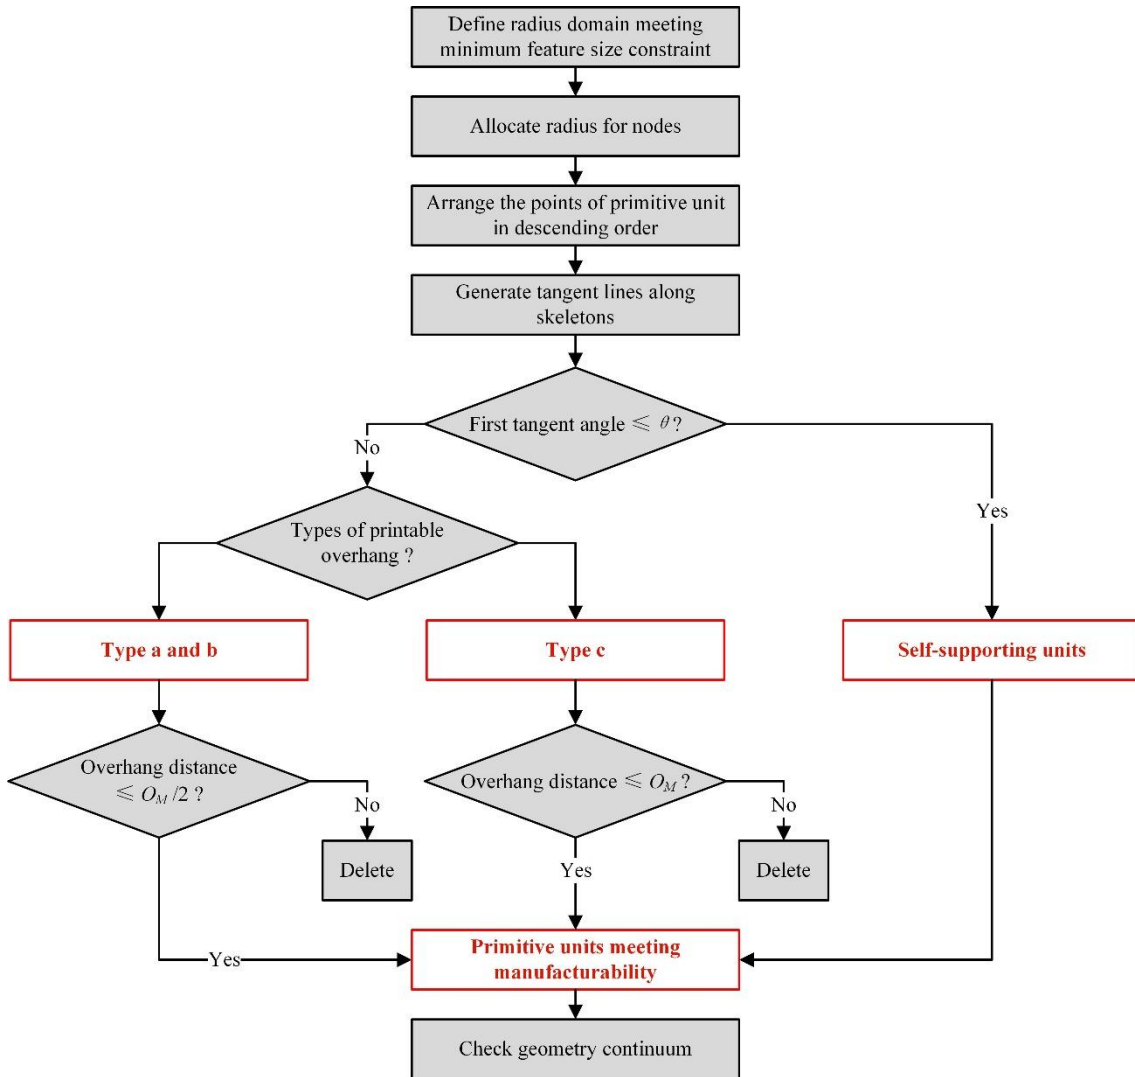 Define radius domain meeting
minimum feature size constraint
Allocate radius for nodes
Arrange the points of primitive unit
in descending order
Generate tangent lines along
skeletons
First tangent angle ≤ θ?
No
Yes
Types of printable
overhang ?
Type a and b
Type c
Self-supporting units
Overhang distance
≤ O_M /2 ?
No
Delete
Overhang distance ≤ O_M?
No
Delete
Yes
Yes
Primitive units meeting
manufacturability
Check geometry continuum